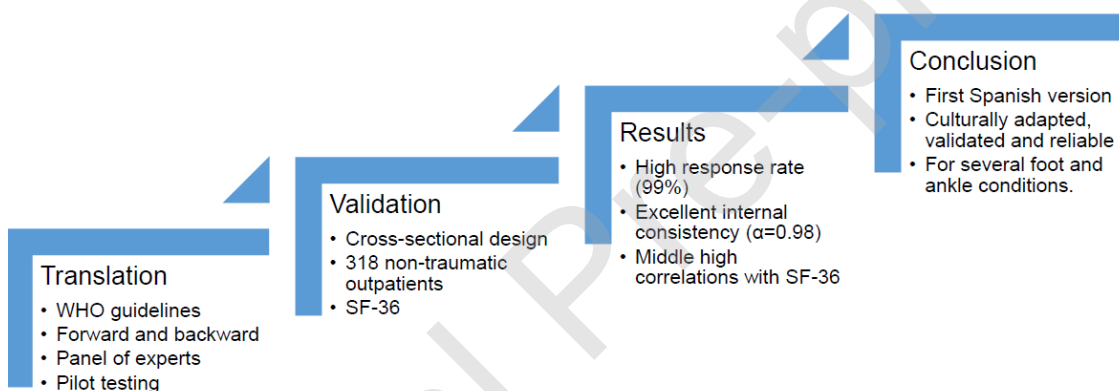 Translation
• WHO guidelines
• Forward and backward
• Panel of experts
• Pilot testing
Validation
• Cross-sectional design
• 318 non-traumatic
outpatients
• SF-36
Results
• High response rate
(99%)
• Excellent internal
consistency (α=0.98)
• Middle high
correlations with SF-36
Conclusion
• First Spanish version
• Culturally adapted,
validated and reliable
• For several foot and
ankle conditions.